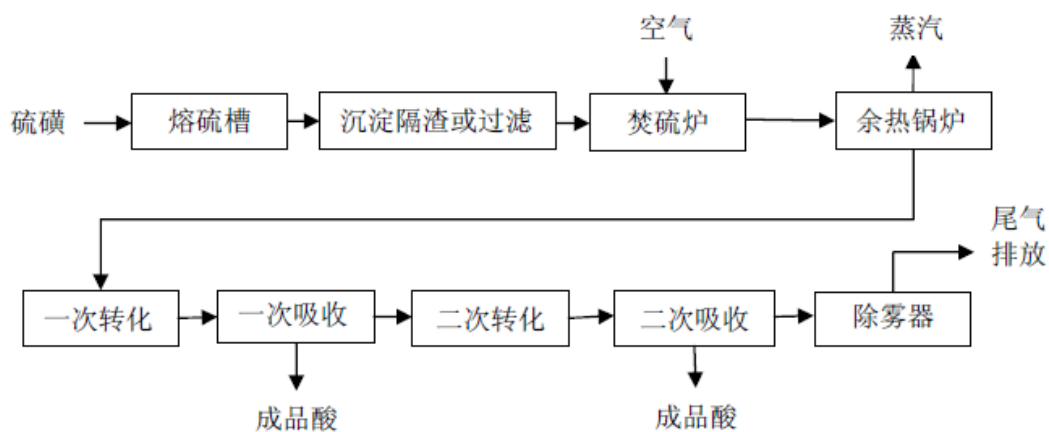 空气
蒸汽
硫磺
熔硫槽
沉淀隔渣或过滤
焚硫炉
余热锅炉
尾气
排放
一次转化
一次吸收
二次转化
二次吸收
除雾器
成品酸
成品酸